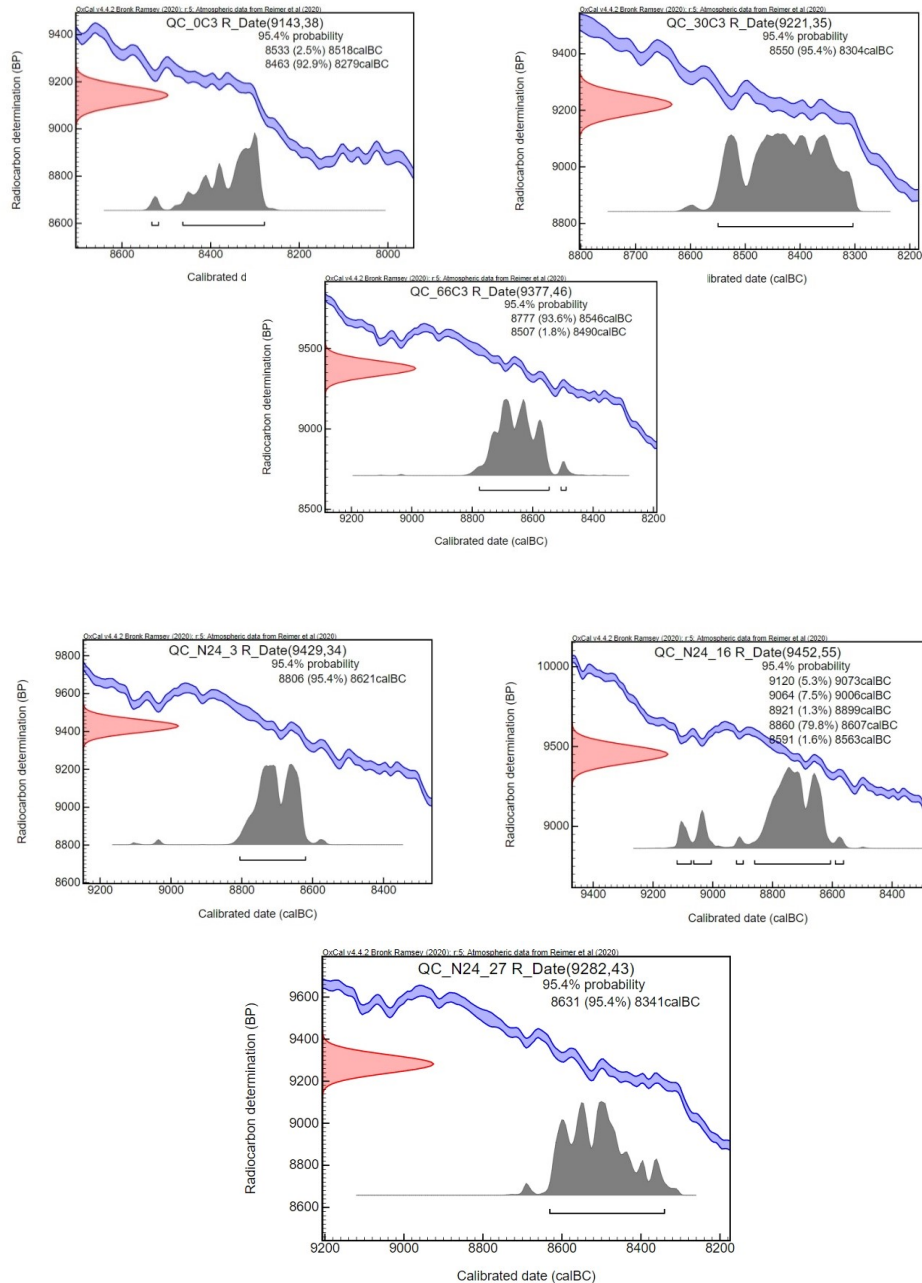 OxCal v4.4.2 Bronk Ramsey (2020); r:5; Atmospheric data from Reimer et al (2020)
QC_0C3 R_Date(9143,38)
95.4% probability
8533 (2.5%) 8518calBC
8463 (92.9%) 8279calBC
Radiocarbon determination (BP)
9400
9200
9000
8800
8600
8600 8400 8200 8000
Calibrated d
OxCal v4.4.2 Bronk Ramsey (2020); r:5; Atmospheric data from Reimer et al (2020)
QC_30C3 R_Date(9221,35)
95.4% probability
8550 (95.4%) 8304calBC
Radiocarbon determination (BP)
9400
9200
9000
8800
8800 8700 8600 8500 8400 8300 8200
librated date (calBC)
OxCal v4.4.2 Bronk Ramsey (2020); r:5; Atmospheric data from Reimer et al (2020)
QC_66C3 R_Date(9377,46)
95.4% probability
8777 (93.6%) 8546calBC
8507 (1.8%) 8490calBC
Radiocarbon determination (BP)
9500
9000
8500
9200 9000 8800 8600 8400 8200
Calibrated date (calBC)
OxCal v4.4.2 Bronk Ramsey (2020); r:5; Atmospheric data from Reimer et al (2020)
QC_N24_3 R_Date(9429,34)
95.4% probability
8806 (95.4%) 8621calBC
Radiocarbon determination (BP)
9800
9600
9400
9200
9000
8800
8600
9200 9000 8800 8600 8400
Calibrated date (calBC)
OxCal v4.4.2 Bronk Ramsey (2020); r:5; Atmospheric data from Reimer et al (2020)
QC_N24_16 R_Date(9452,55)
95.4% probability
9120 (5.3%) 9073calBC
9064 (7.5%) 9006calBC
8921 (1.3%) 8899calBC
8860 (79.8%) 8607calBC
8591 (1.6%) 8563calBC
Radiocarbon determination (BP)
10000
9500
9000
9400 9200 9000 8800 8600 8400
Calibrated date (calBC)
OxCal v4.4.2 Bronk Ramsey (2020); r:5; Atmospheric data from Reimer et al (2020)
QC_N24_27 R_Date(9282,43)
95.4% probability
8631 (95.4%) 8341calBC
Radiocarbon determination (BP)
9600
9400
9200
9000
8800
8600
9200 9000 8800 8600 8400 8200
Calibrated date (calBC)